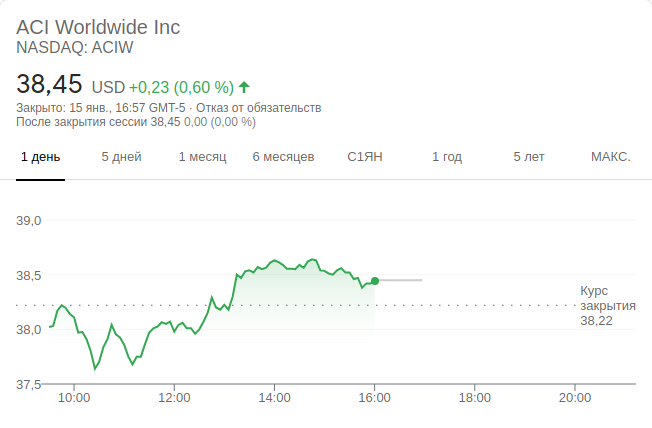 ACI Worldwide Inc
NASDAQ: ACIW
38,45 USD +0,23 (0,60 %)
Закрыто: 15 янв., 16:57 GMT-5 · Отказ от обязательств
После закрытия сессии 38,45 0,00 (0,00 %)
1 день 5 дней 1 месяц 6 месяцев С1ЯН 1 год 5 лет МАКС.
39,0
38,5
Курс
закрытия
38,22
38,0
37,5
10:00 12:00 14:00 16:00 18:00 20:00